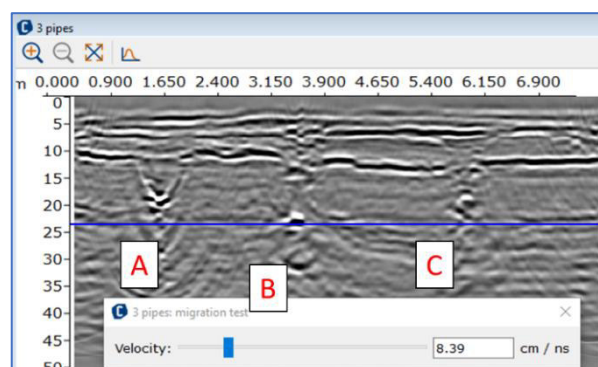 3 pipes
m 0.000 0.900 1.650 2.400 3.150 3.900 4.650 5.400 6.150 6.900
0
5
10
15
20
25
30
35
40
45
50
A
B
C
3 pipes: migration test
Velocity: 8.39 cm / ns